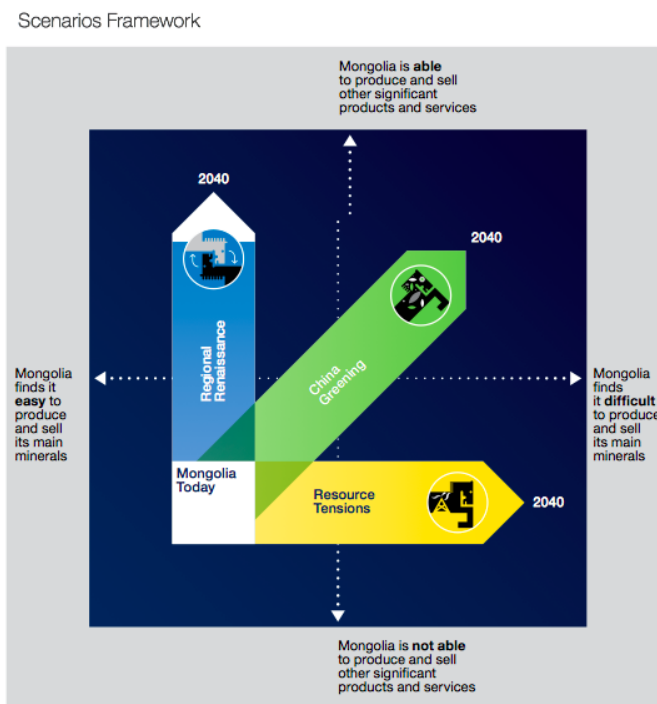 Scenarios Framework
Mongolia is able
to produce and sell
other significant
products and services
2040
2040
Regional
Renaissance
China
Greening
Mongolia
finds it
easy to
produce
and sell
its main
minerals
Mongolia
finds
it difficult
to produce
and sell
its main
minerals
Mongolia
Today
Resource
Tensions
2040
Mongolia is not able
to produce and sell
other significant
products and services